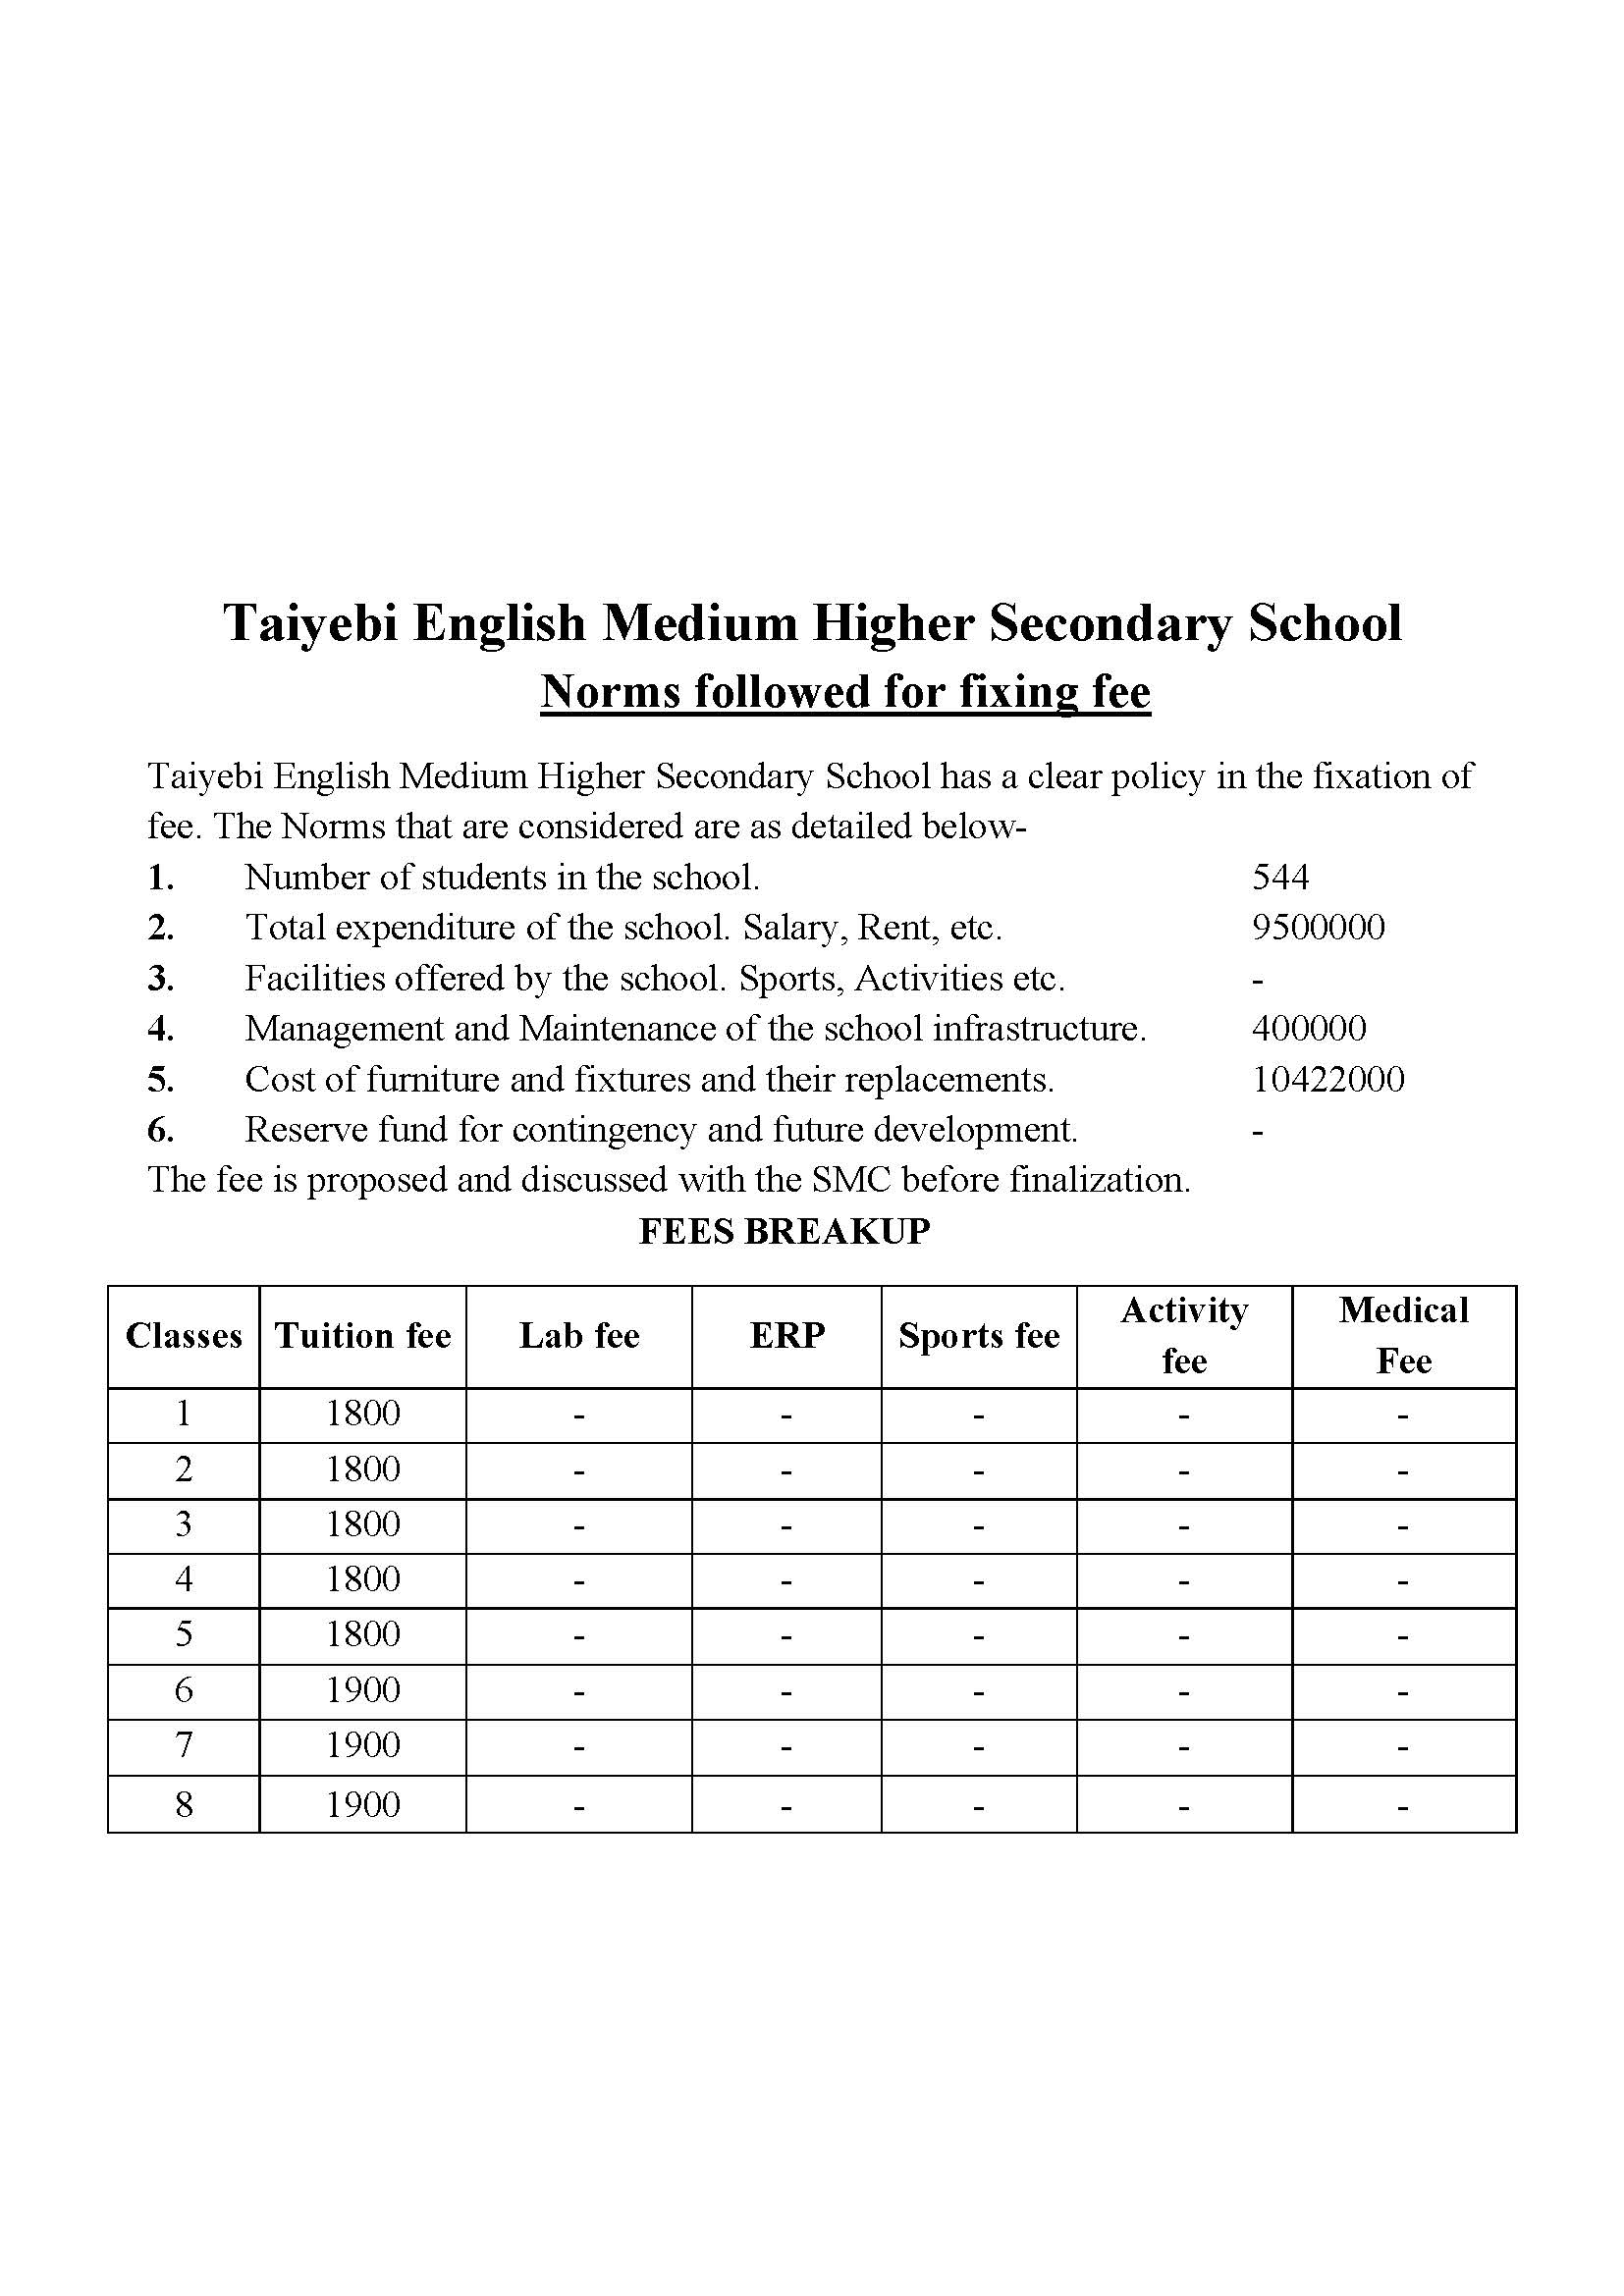 Taiyebi English Medium Higher Secondary School
Norms followed for fixing fee
Taiyebi English Medium Higher Secondary School has a clear policy in the fixation of
fee. The Norms that are considered are as detailed below-
1. Number of students in the school. 544
2. Total expenditure of the school. Salary, Rent, etc. 9500000
3. Facilities offered by the school. Sports, Activities etc. -
4. Management and Maintenance of the school infrastructure. 400000
5. Cost of furniture and fixtures and their replacements. 10422000
6. Reserve fund for contingency and future development. -
The fee is proposed and discussed with the SMC before finalization.
FEES BREAKUP
Classes Tuition fee Lab fee ERP Sports fee Activity fee Medical Fee
1 1800 - - - - -
2 1800 - - - - -
3 1800 - - - - -
4 1800 - - - - -
5 1800 - - - - -
6 1900 - - - - -
7 1900 - - - - -
8 1900 - - - - -